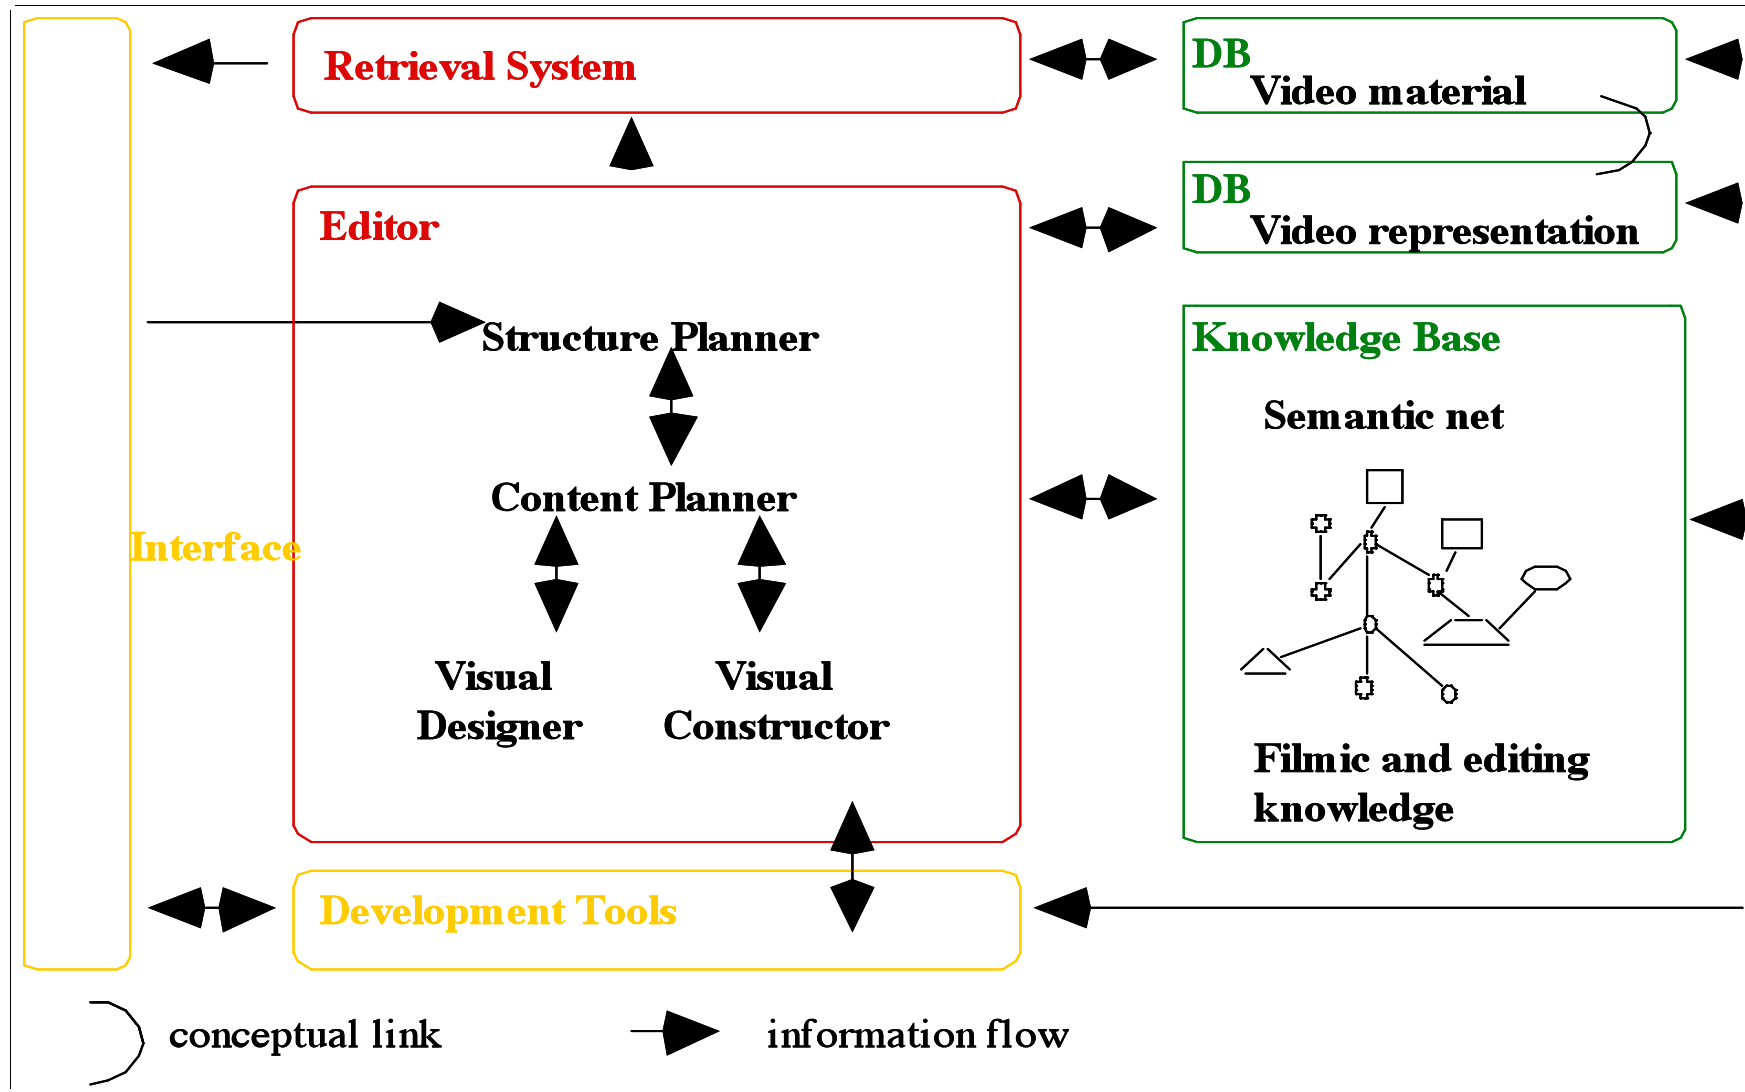 Retrieval System
DB
Video material
DB
Video representation
Editor
Structure Planner
Content Planner
Visual
Designer
Visual
Constructor
Interface
Knowledge Base
Semantic net
Filmic and editing
knowledge
Development Tools
conceptual link
information flow